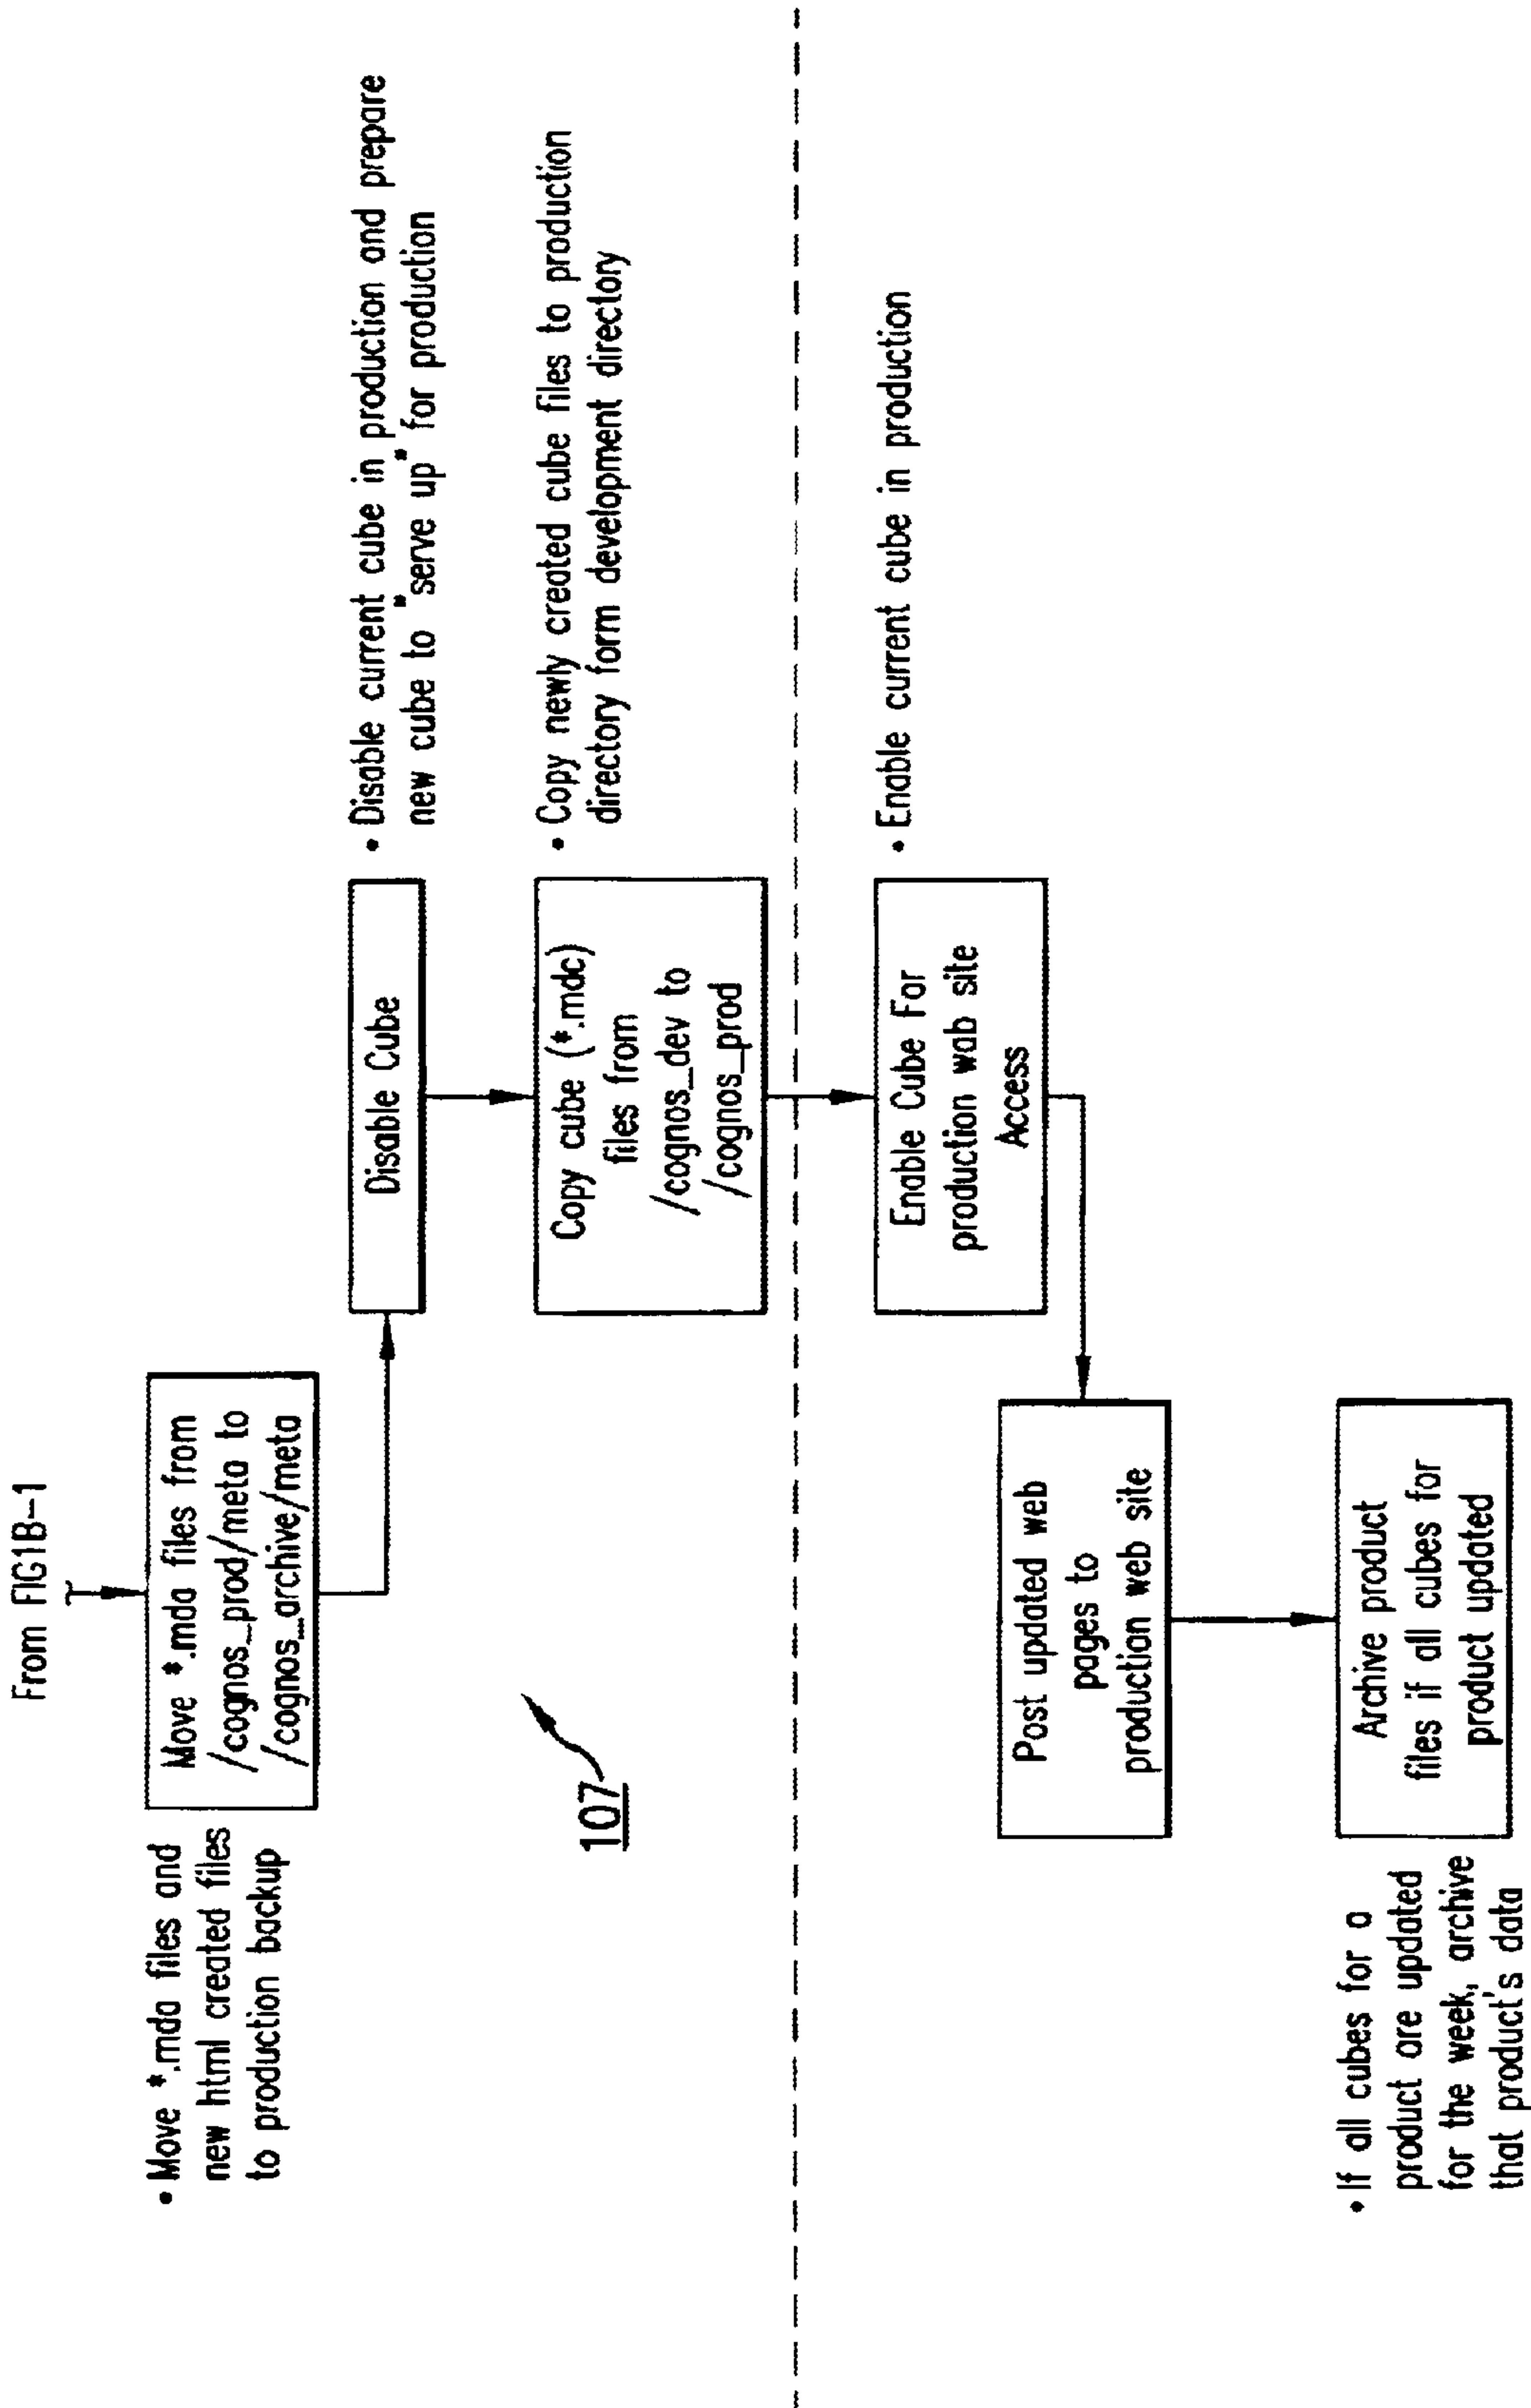 From FIG1B-1
• Move *.mda files and
new html created files
to production backup
Move *.mda files from
/cognos_prod/meta to
/cognos_archive/meta
Disable Cube
• Disable current cube in production and prepare
new cube to "serve up" for production
Copy cube (*.mdc)
files from
/cognos_dev to
/cognos_prod
• Copy newly created cube files to production
directory form development directory
107
Enable Cube For
production wab site
Access
• Enable current cube in production
Post updated web
pages to
production web site
Archive product
files if all cubes for
product updated
• If all cubes for a
product are updated
for the week, archive
that product's data